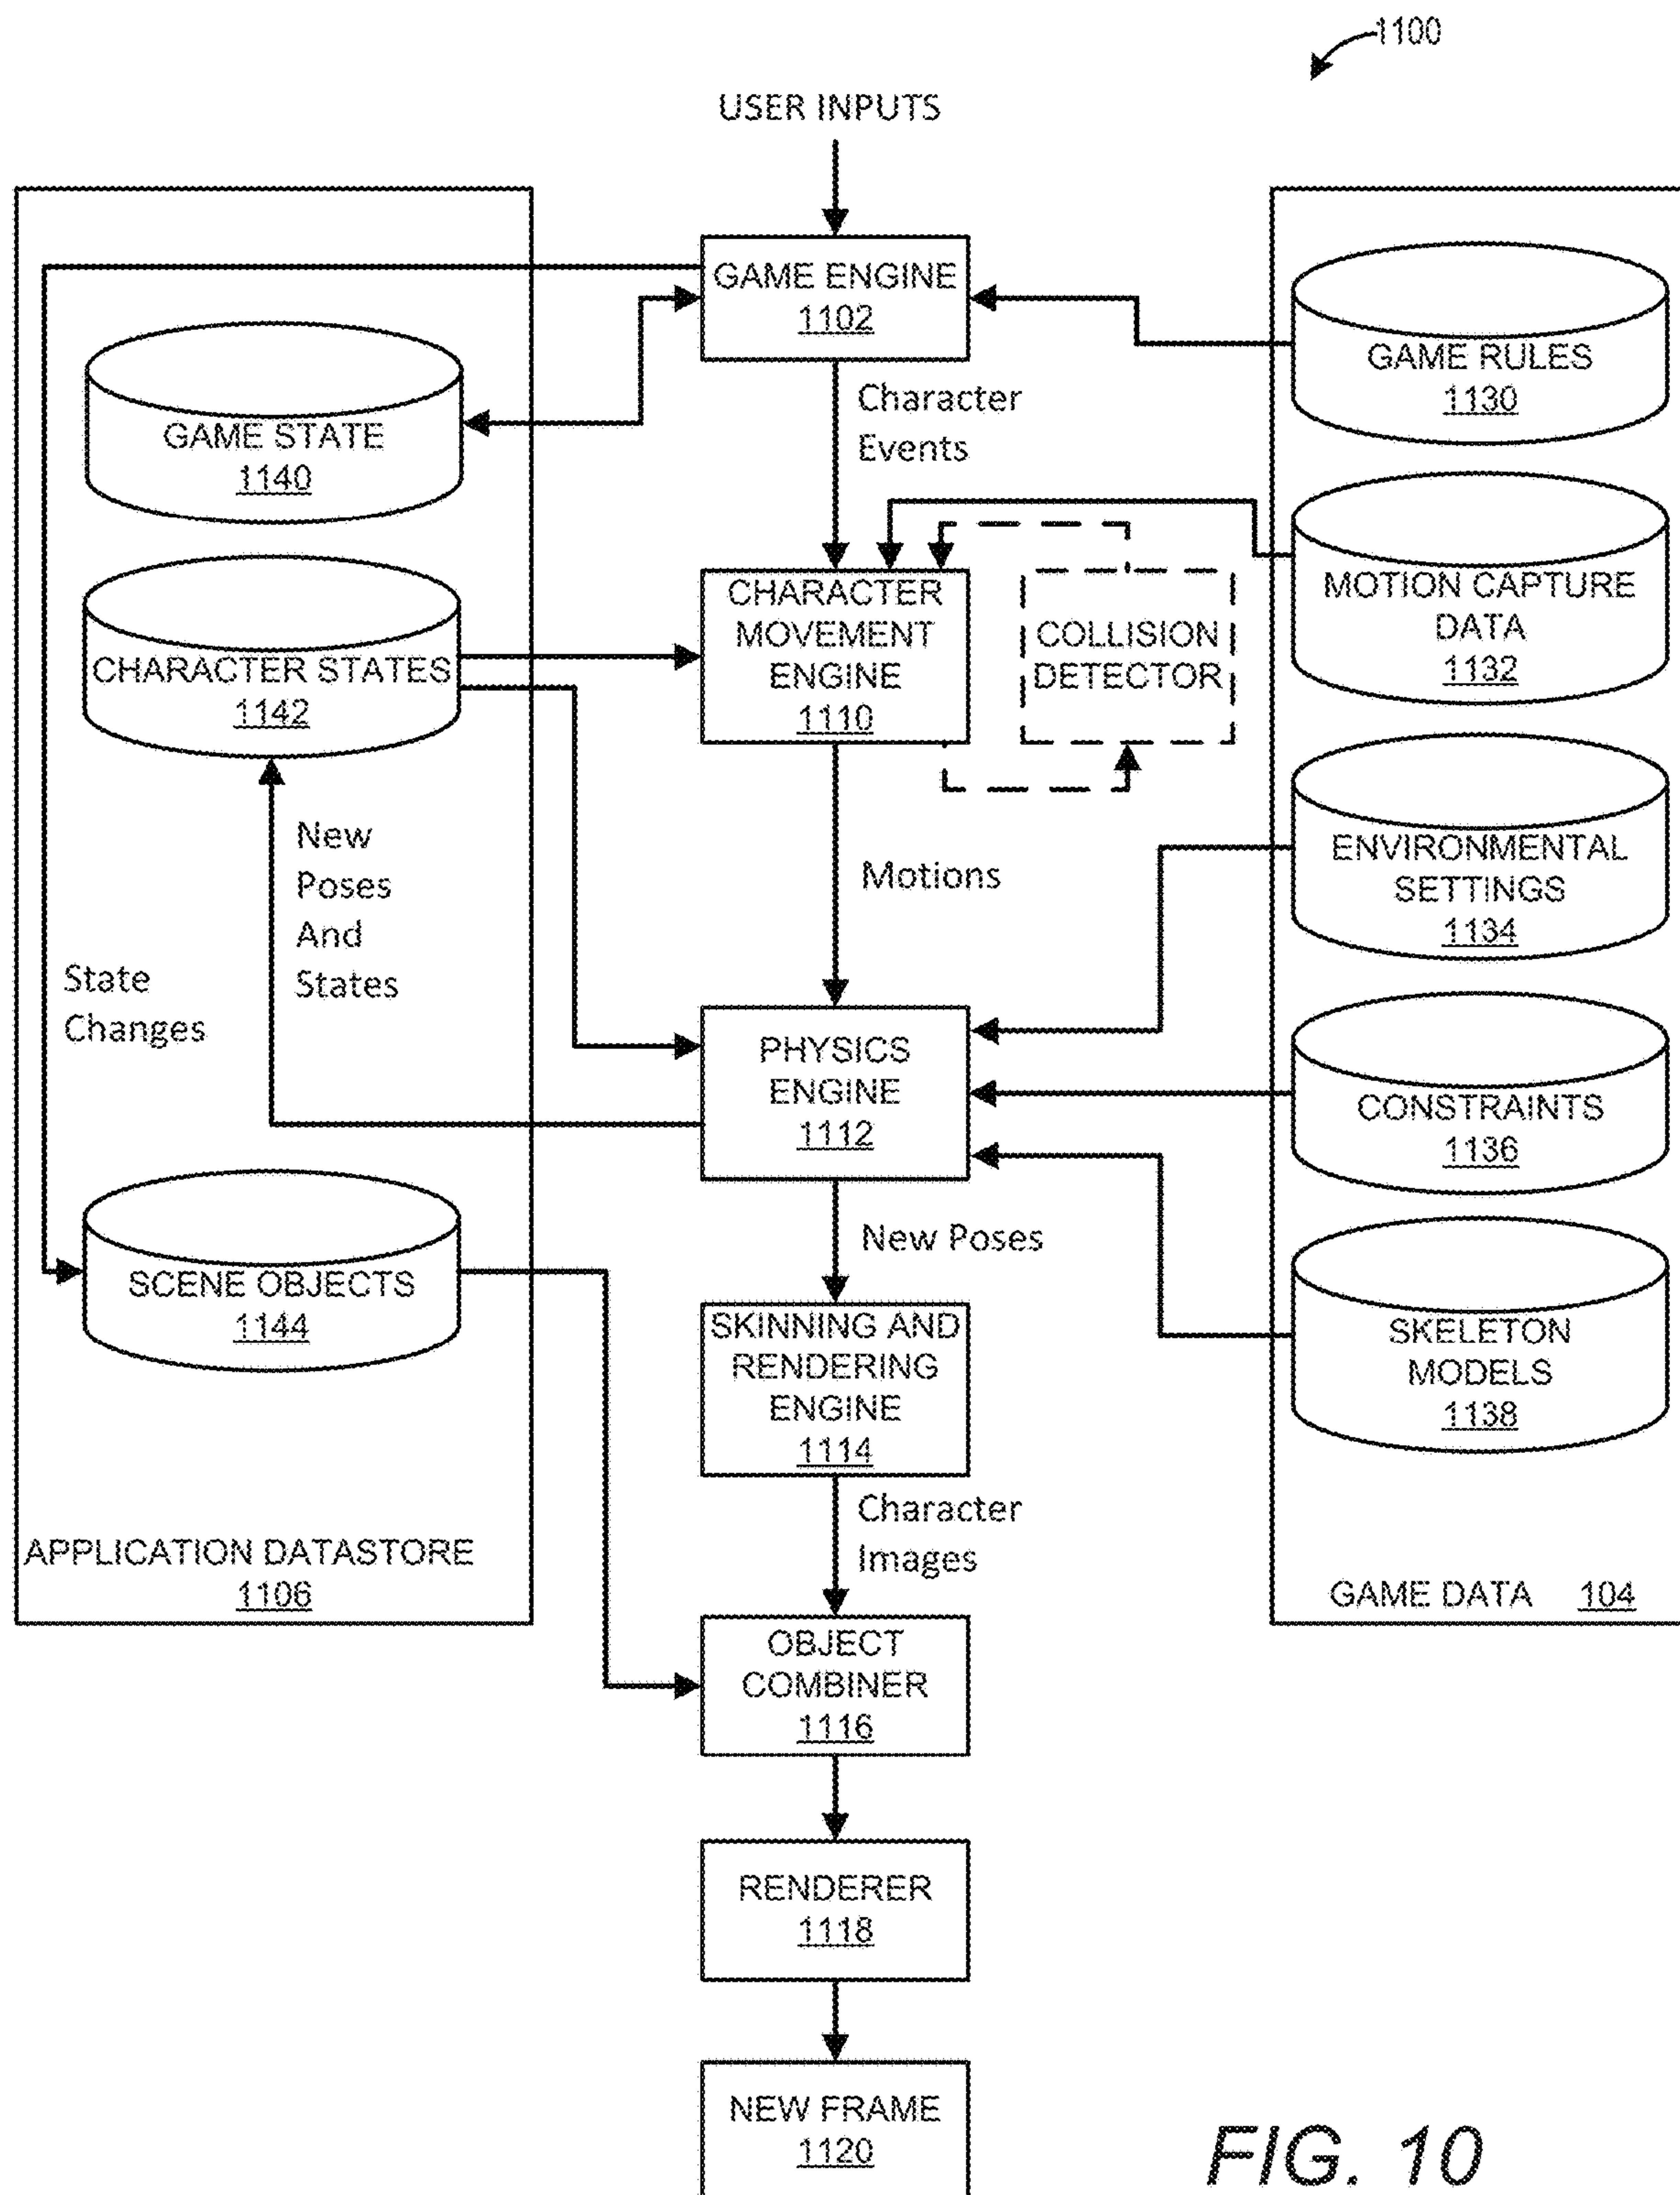 1100
USER INPUTS
GAME ENGINE
1102
GAME RULES
1130
Character
Events
GAME STATE
1140
MOTION CAPTURE
DATA
1132
CHARACTER
MOVEMENT
ENGINE
1110
COLLISION
DETECTOR
CHARACTER STATES
1142
New
Poses
And
States
Motions
ENVIRONMENTAL
SETTINGS
1134
State
Changes
PHYSICS
ENGINE
1112
CONSTRAINTS
1136
New Poses
SCENE OBJECTS
1144
SKINNING AND
RENDERING
ENGINE
1114
SKELETON
MODELS
1138
Character
Images
APPLICATION DATASTORE
1106
GAME DATA 104
OBJECT
COMBINER
1116
RENDERER
1118
NEW FRAME
1120
FIG. 10